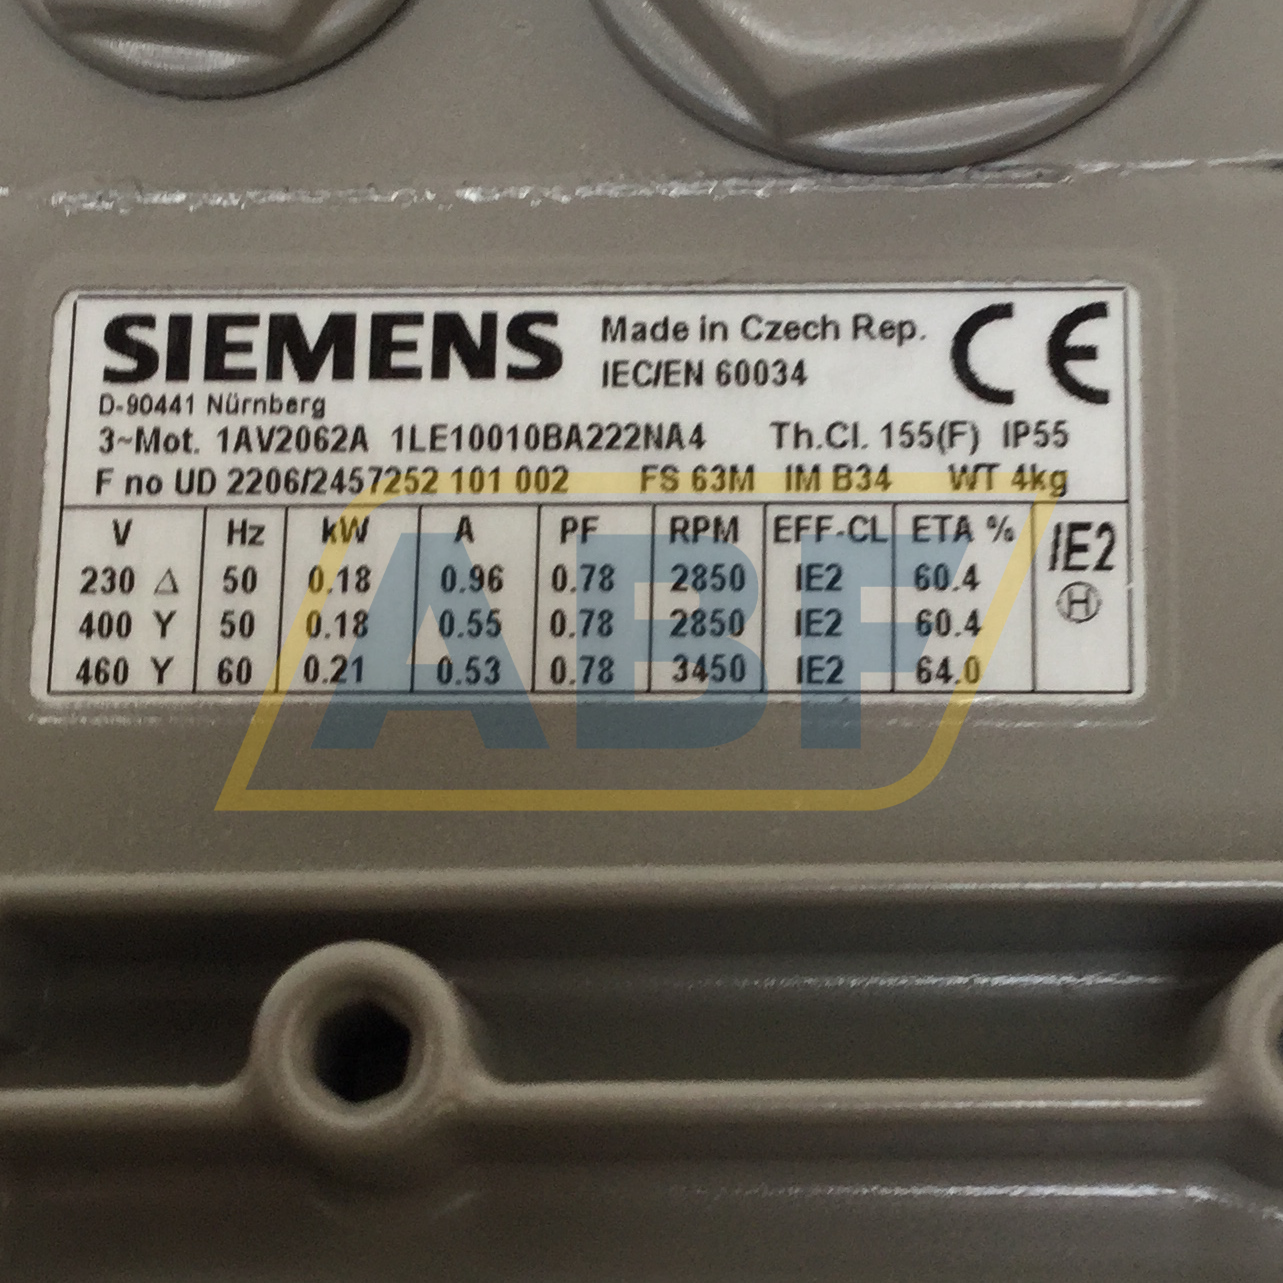 SIEMENS
Made in Czech Rep.
IEC/EN 60034
CE
D-90441 Nürnberg
3~Mot. 1AV2062A 1LE10010BA222NA4 Th.Cl. 155(F) IP55
F no UD 2206/2457252 101 002 FS 63M IM B34 WT 4kg
V Hz kW A PF RPM EFF-CL ETA % IE2
230 Δ 50 0.18 0.96 0.78 2850 IE2 60.4 H
400 Y 50 0.18 0.55 0.78 2850 IE2 60.4
460 Y 60 0.21 0.53 0.78 3450 IE2 64.0
ABF